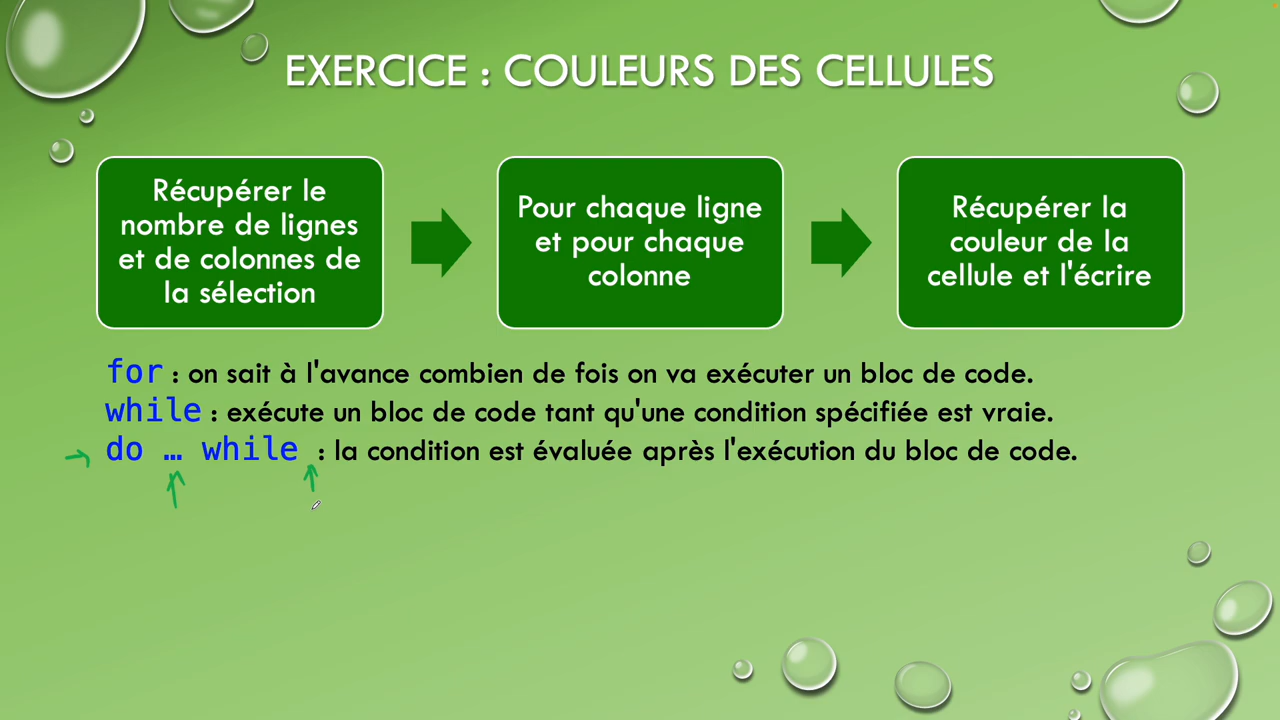 EXERCICE : COULEURS DES CELLULES
Récupérer le
nombre de lignes
et de colonnes de
la sélection
Pour chaque ligne
et pour chaque
colonne
Récupérer la
couleur de la
cellule et l'écrire
for : on sait à l'avance combien de fois on va exécuter un bloc de code.
while : exécute un bloc de code tant qu'une condition spécifiée est vraie.
do … while : la condition est évaluée après l'exécution du bloc de code.